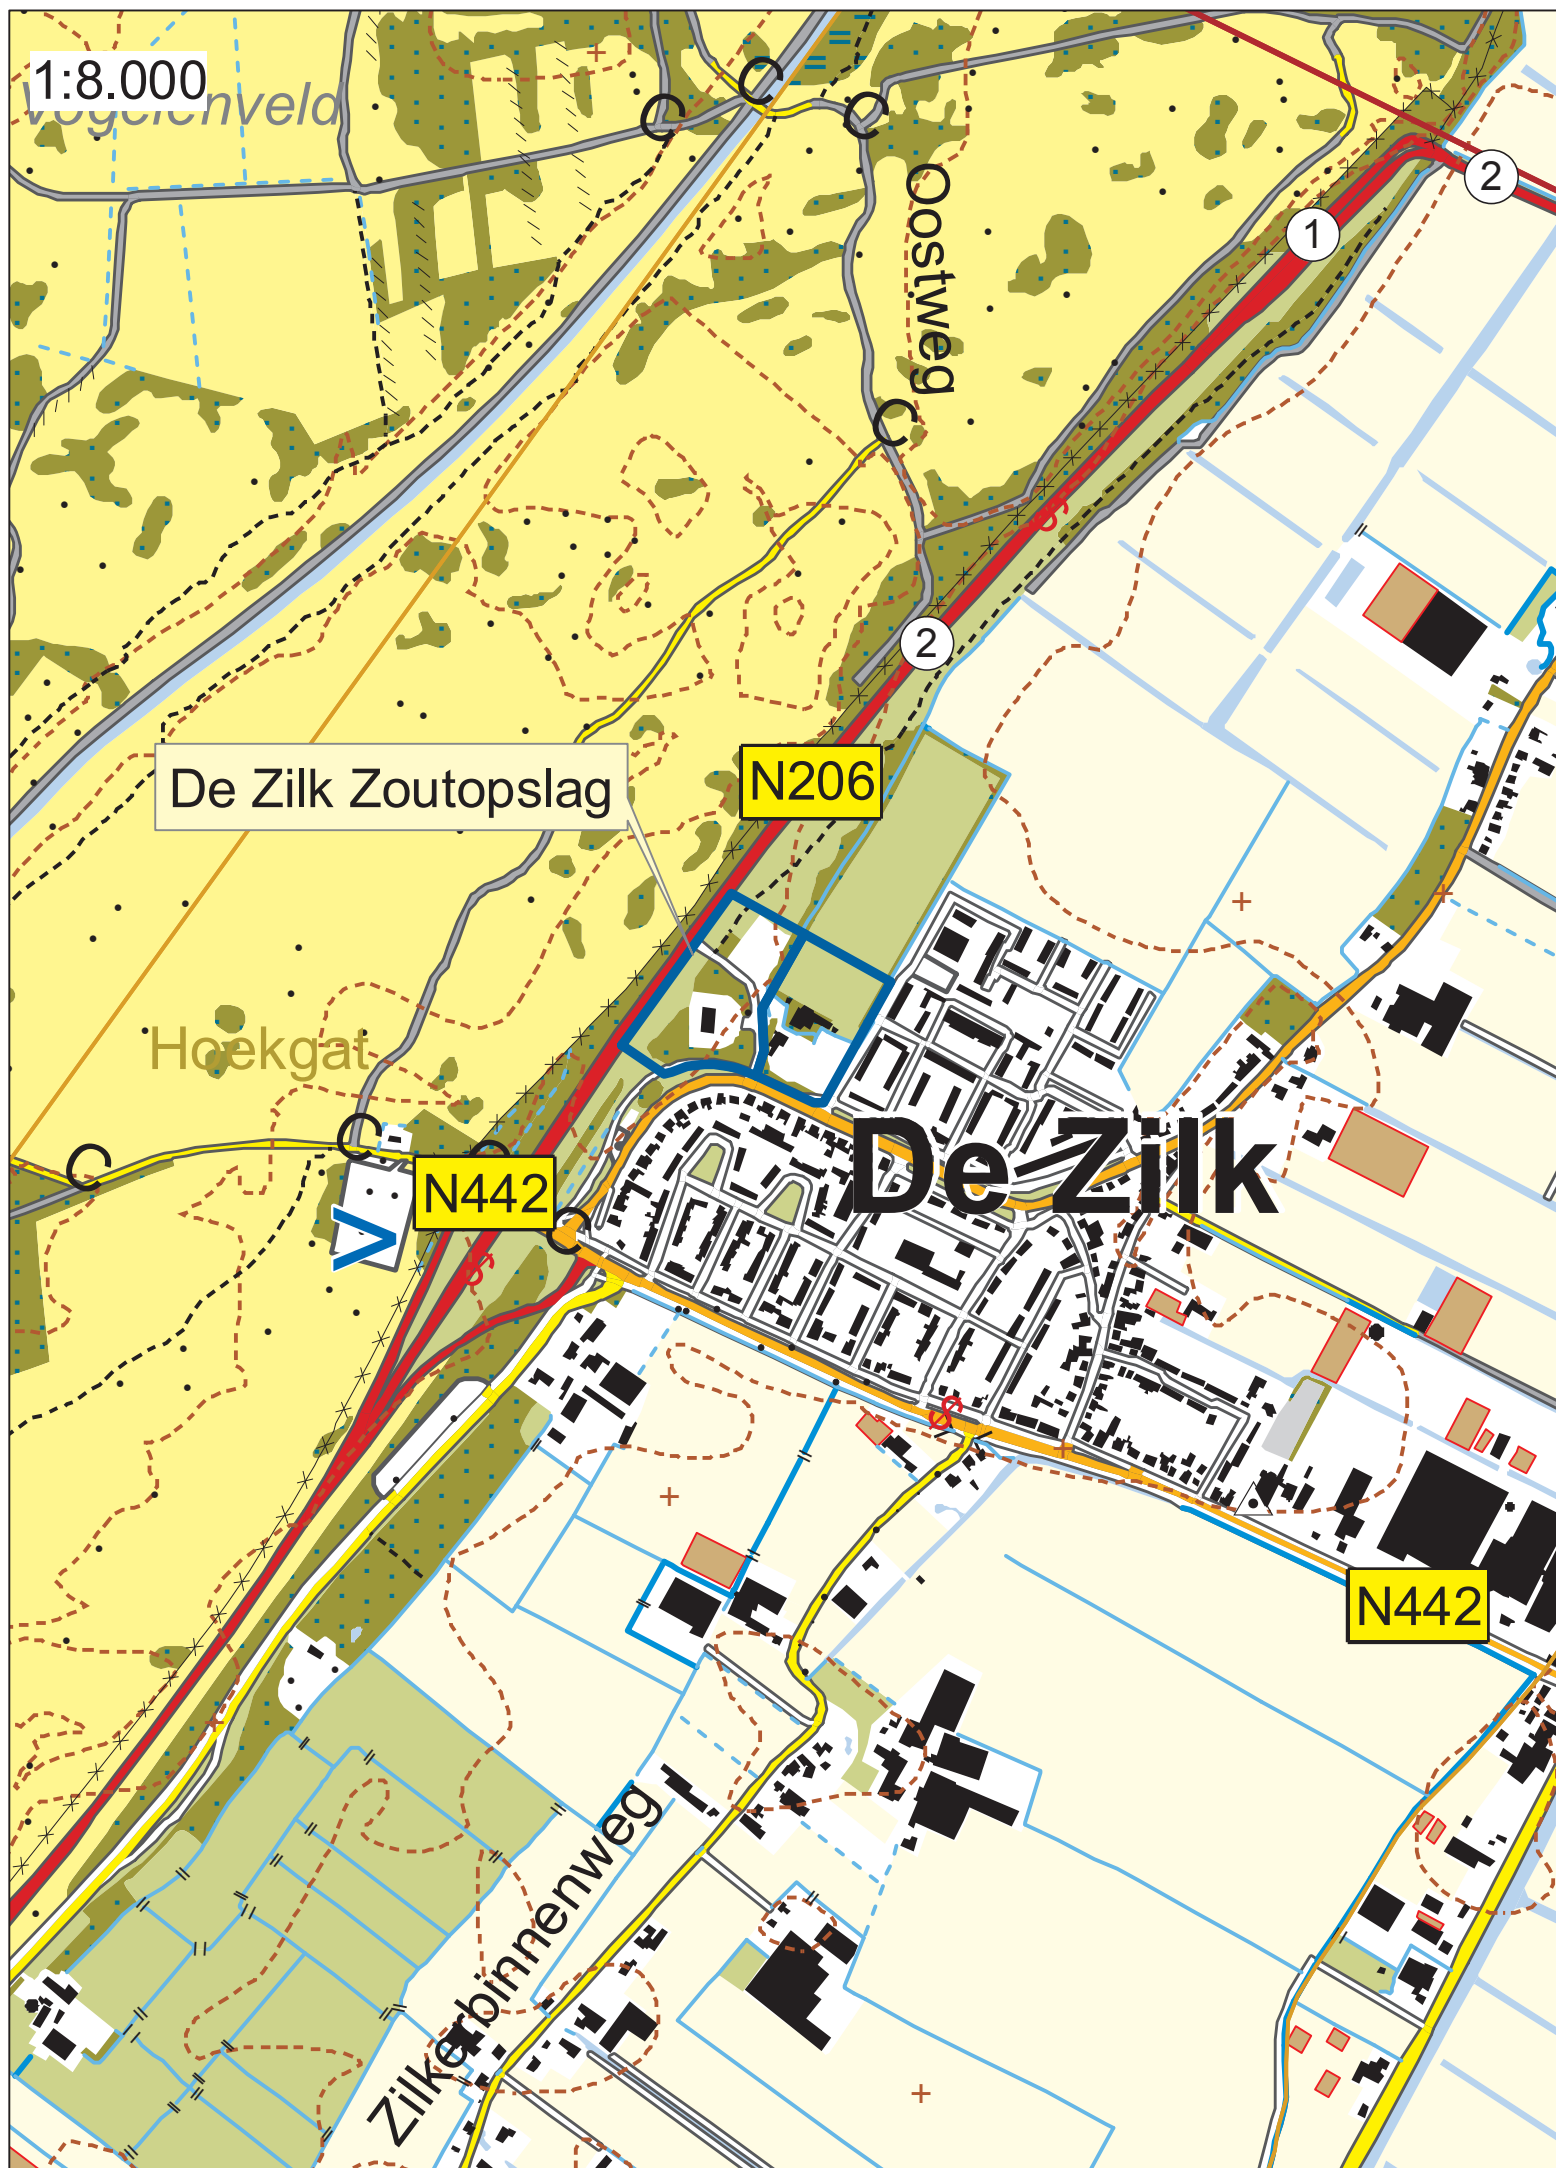 1:8.000
Vogelenveld
C
C
C
2
Oostweg
1
C
2
De Zilk Zoutopslag
N206
Hoekgat
C
C
De Zilk
N442
V
C
N442
Zilkerbinnenweg